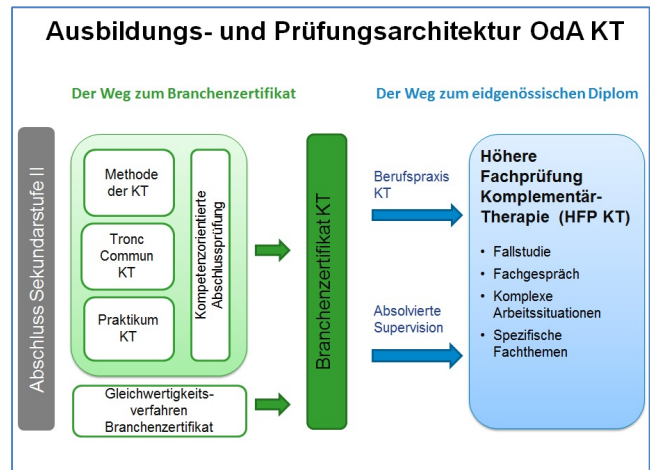 Ausbildungs- und Prüfungsarchitektur OdA KT
Der Weg zum Branchenzertifikat
Der Weg zum eidgenössischen Diplom
Abschluss Sekundarstufe II
Methode
der KT
Tronc
Commun
KT
Praktikum
KT
Kompetenzorientierte
Abschlussprüfung
Gleichwertigkeits-
verfahren
Branchenzertifikat
Branchenzertifikat KT
Berufspraxis
KT
Absolvierte
Supervision
Höhere
Fachprüfung
Komplementär-
Therapie (HFP KT)
• Fallstudie
• Fachgespräch
• Komplexe
Arbeitssituationen
• Spezifische
Fachthemen